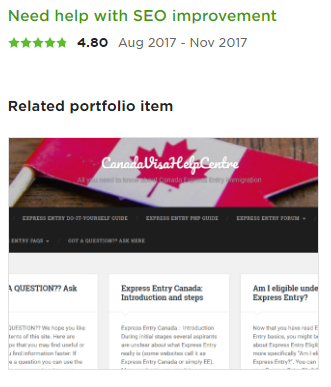 Need help with SEO improvement
4.80 Aug 2017 - Nov 2017
Related portfolio item
CanadaVisaHelpCentre
All you need to know about Canada Express Entry Immigration
EXPRESS ENTRY DO-IT-YOURSELF GUIDE EXPRESS ENTRY PNP GUIDE EXPRESS ENTRY FORUM
ENTRY FAQS GOT A QUESTION?? ASK HERE
A QUESTION?? Ask
QUESTION?? We hope you like
tents of this site. Here are
os that you may find useful or
u find information faster. If
e a question you can use the
Express Entry Canada:
Introduction and steps
Express Entry Canada : Introduction
During initial stages several aspirants
are unclear about what Express Entry
really is (some websites call it as
Express Entry Canada or simply EE).
Am I eligible unde
Express Entry?
Now that you have read E
Entry basics, you might be
about Express Entry Eligib
more specifically "Am I eli
Express Entry?". You can